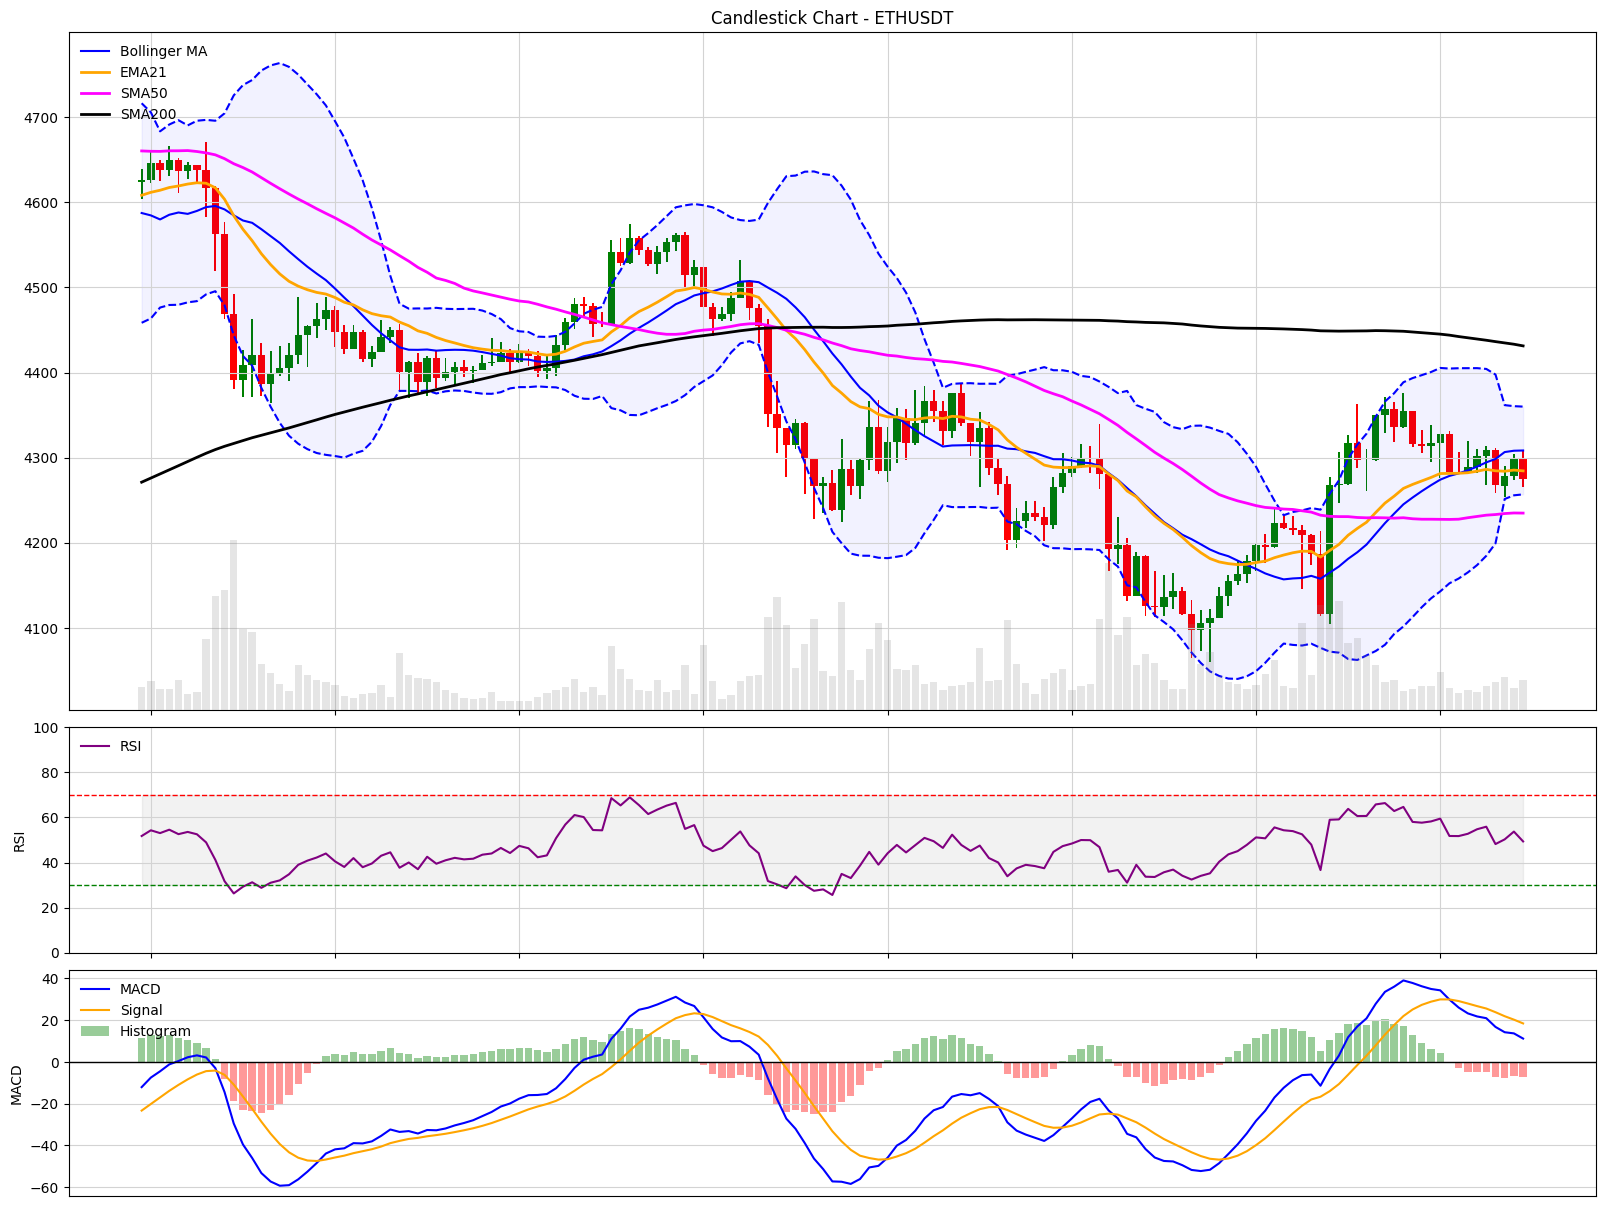 Candlestick Chart - ETHUSDT
Bollinger MA
EMA21
SMA50
SMA200
4700
4600
4500
4400
4300
4200
4100
RSI
100
80
60
40
20
0
RSI
MACD
Signal
Histogram
40
20
0
−20
−40
−60
MACD